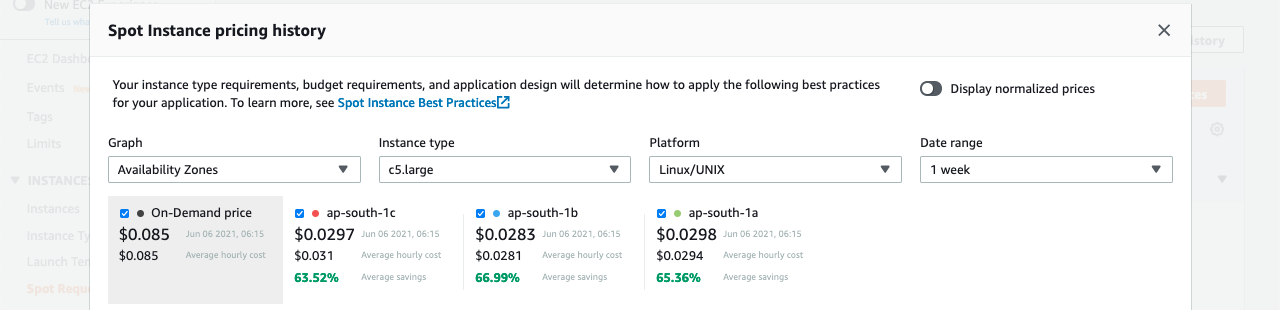 New EC2 Experience
Tell us what
Spot Instance pricing history
istory
EC2 Dashbo
Events
Tags
Limits
INSTANCES
Instances
Instance Ty
Launch Tem
Spot Reque
Your instance type requirements, budget requirements, and application design will determine how to apply the following best practices
for your application. To learn more, see Spot Instance Best Practices
Display normalized prices
Graph
Instance type
Platform
Date range
Availability Zones
c5.large
Linux/UNIX
1 week
On-Demand price
$0.085 Jun 06 2021, 06:15
$0.085 Average hourly cost
ap-south-1c
$0.0297 Jun 06 2021, 06:15
$0.031 Average hourly cost
63.52% Average savings
ap-south-1b
$0.0283 Jun 06 2021, 06:15
$0.0281 Average hourly cost
66.99% Average savings
ap-south-1a
$0.0298 Jun 06 2021, 06:15
$0.0294 Average hourly cost
65.36% Average savings